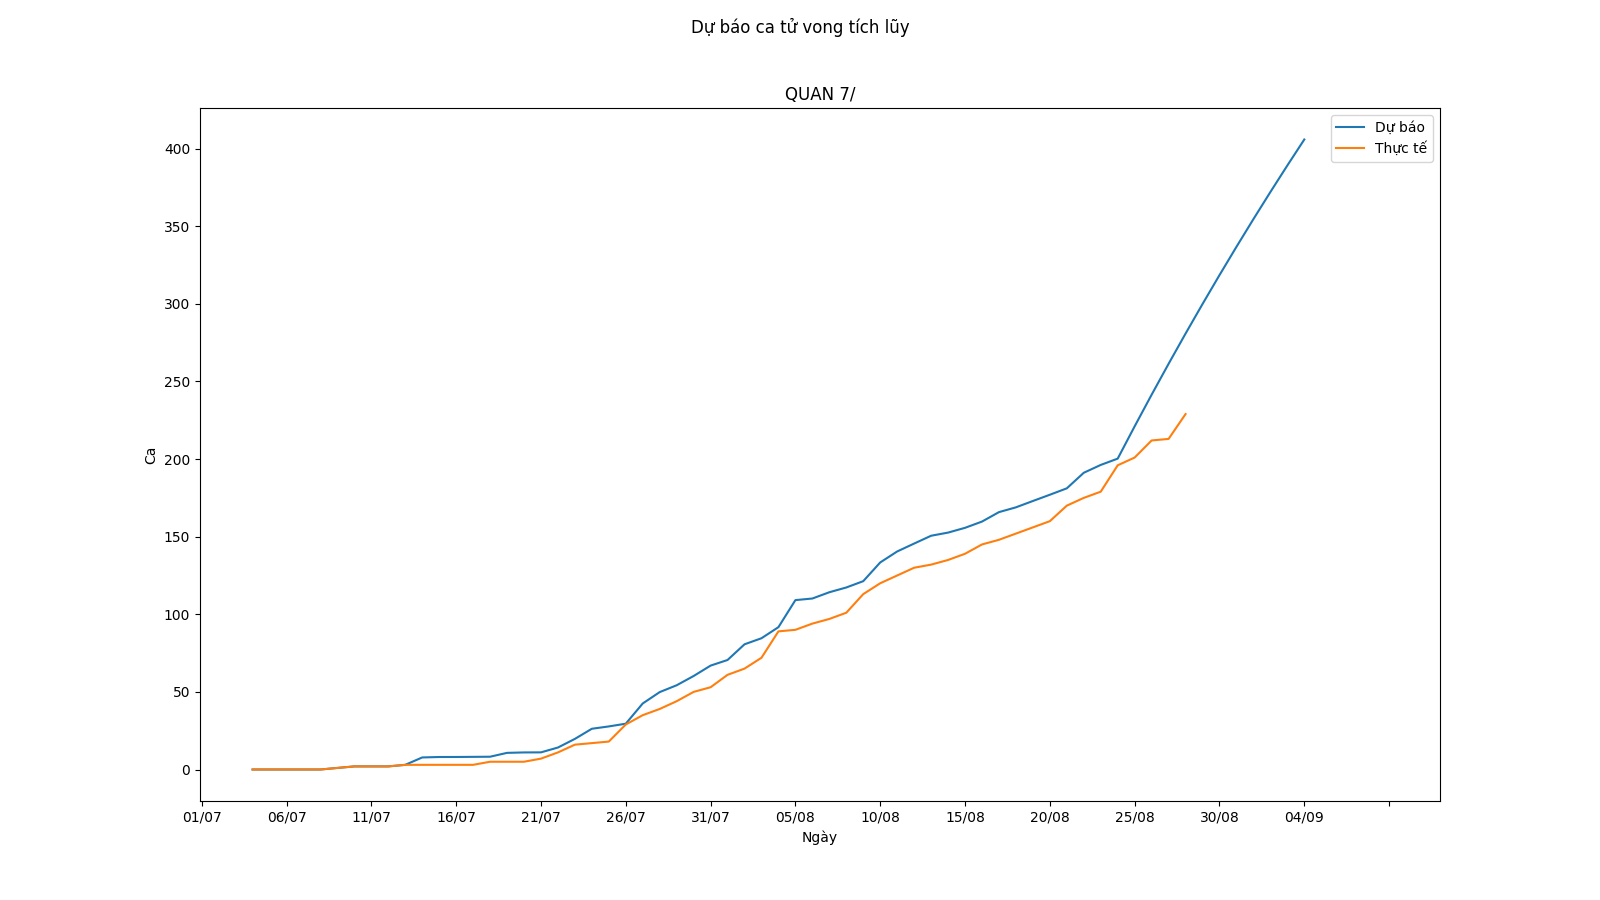 Dự báo ca tử vong tích lũy
QUAN 7/
Dự báo
Thực tế
400
350
300
250
200
150
100
50
0
Ca
01/07 06/07 11/07 16/07 21/07 26/07 31/07 05/08 10/08 15/08 20/08 25/08 30/08 04/09
Ngày